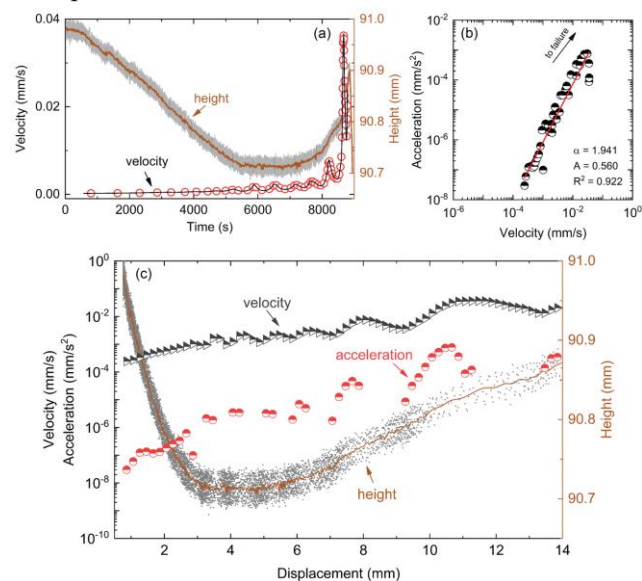 (a)
0.04
0.02
0.00
Velocity (mm/s)
height
velocity
0 2000 4000 6000 8000
Time (s)
91.0
90.9
90.8
90.7
Height (mm)
(b)
to failure
10⁰
10⁻²
10⁻⁴
10⁻⁶
10⁻⁸
Acceleration (mm/s²)
α = 1.941
A = 0.560
R² = 0.922
10⁻⁶ 10⁻⁴ 10⁻² 10⁰
Velocity (mm/s)
(c)
10⁰
10⁻²
10⁻⁴
10⁻⁶
10⁻⁸
10⁻¹⁰
Velocity (mm/s)
Acceleration (mm/s²)
velocity
acceleration
height
2 4 6 8 10 12 14
Displacement (mm)
91.0
90.9
90.8
90.7
Height (mm)